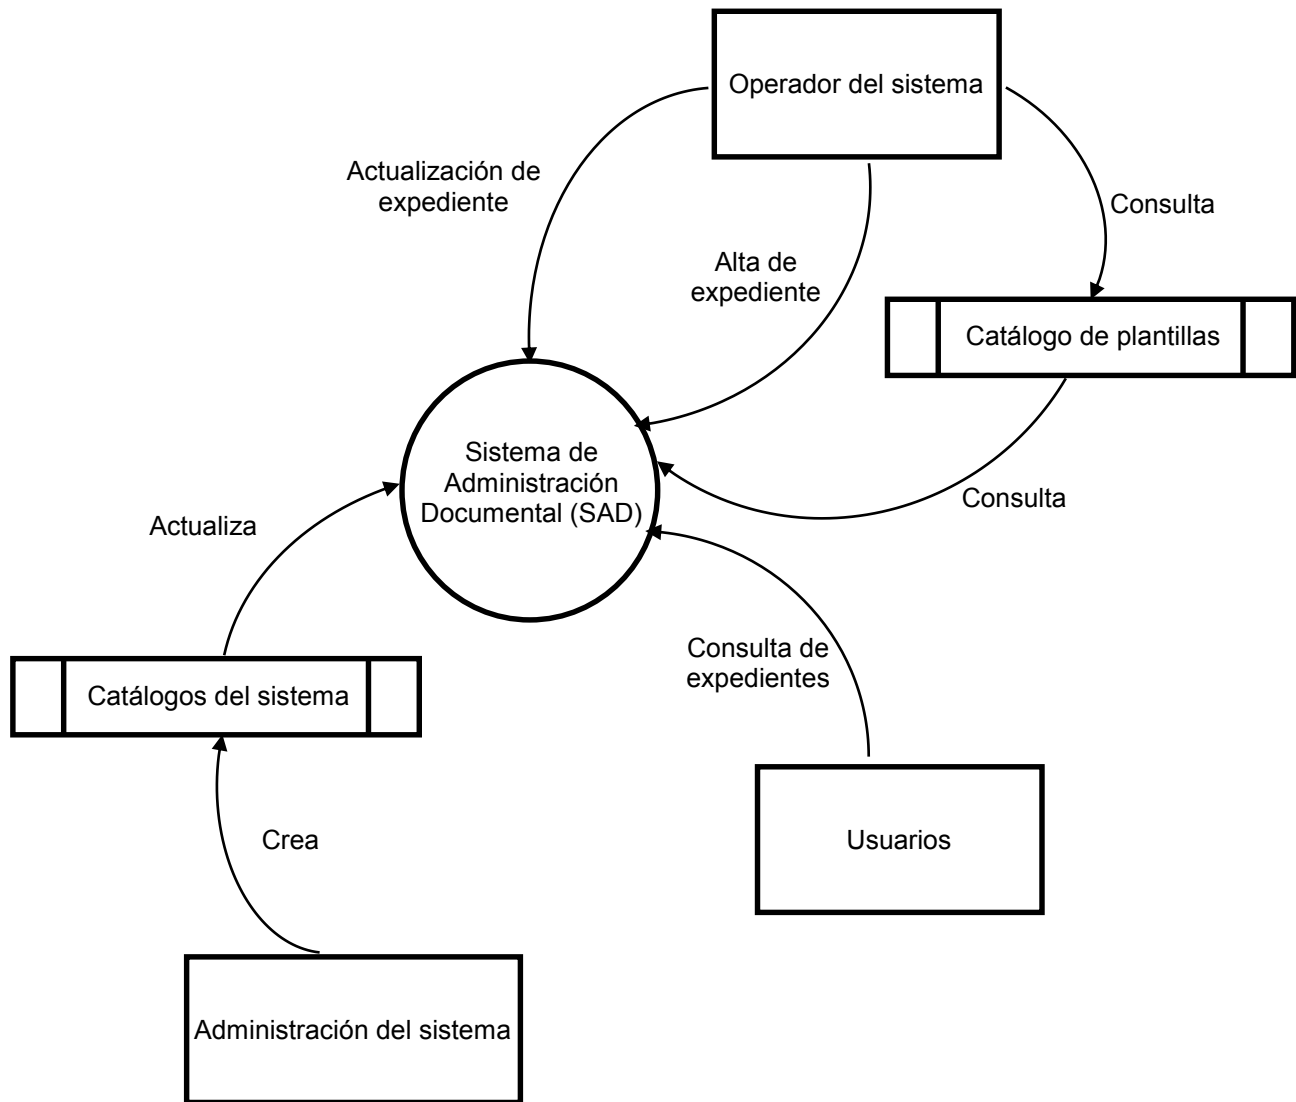 Operador del sistema
Actualización de
expediente
Consulta
Alta de
expediente
Catálogo de plantillas
Sistema de
Administración
Documental (SAD)
Consulta
Actualiza
Consulta de
expedientes
Catálogos del sistema
Crea
Usuarios
Administración del sistema